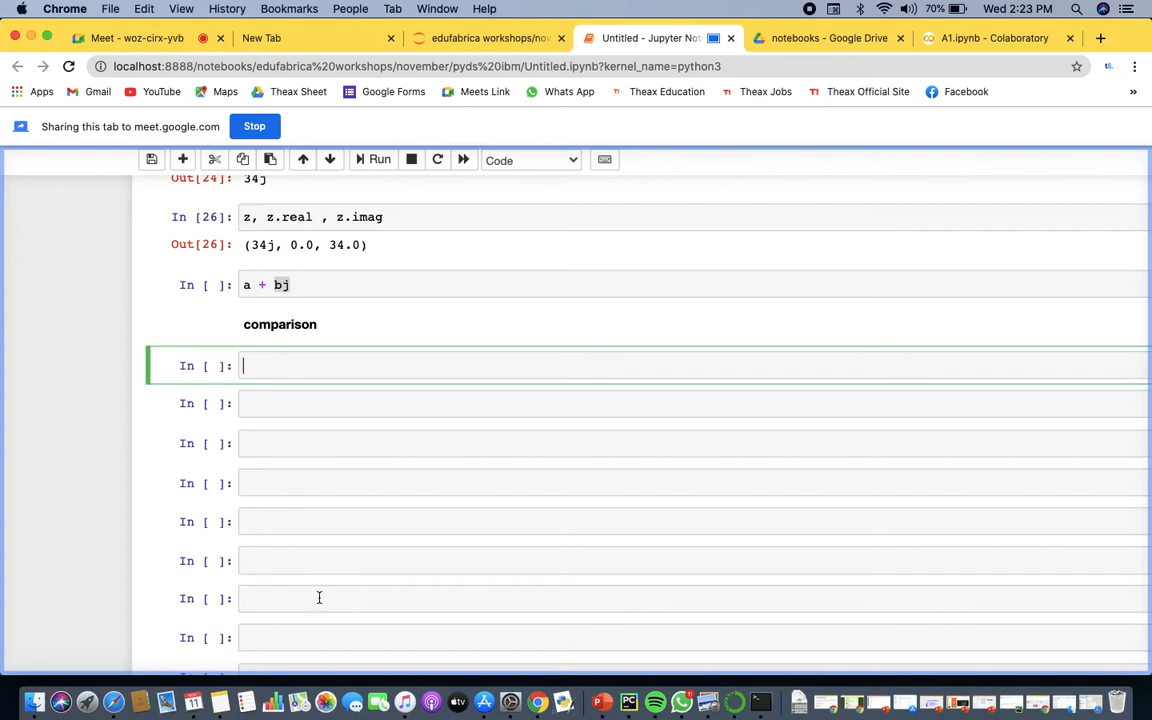 Chrome File Edit View History Bookmarks People Tab Window Help 70% Wed 2:23 PM
Meet - woz-cirx-yvb New Tab edufabrica workshops/nov Untitled - Jupyter Not notebooks - Google Drive A1.ipynb - Colaboratory
localhost:8888/notebooks/edufabrica%20workshops/november/pyds%20ibm/Untitled.ipynb?kernel_name=python3
Apps Gmail YouTube Maps Theax Sheet Google Forms Meets Link Whats App Theax Education Theax Jobs Theax Official Site Facebook
Sharing this tab to meet.google.com Stop
Run Code
Out[24]: 34j
In [26]: z, z.real , z.imag
Out[26]: (34j, 0.0, 34.0)
In [ ]: a + bj
comparison
In [ ]:
In [ ]:
In [ ]:
In [ ]:
In [ ]:
In [ ]:
In [ ]:
In [ ]: